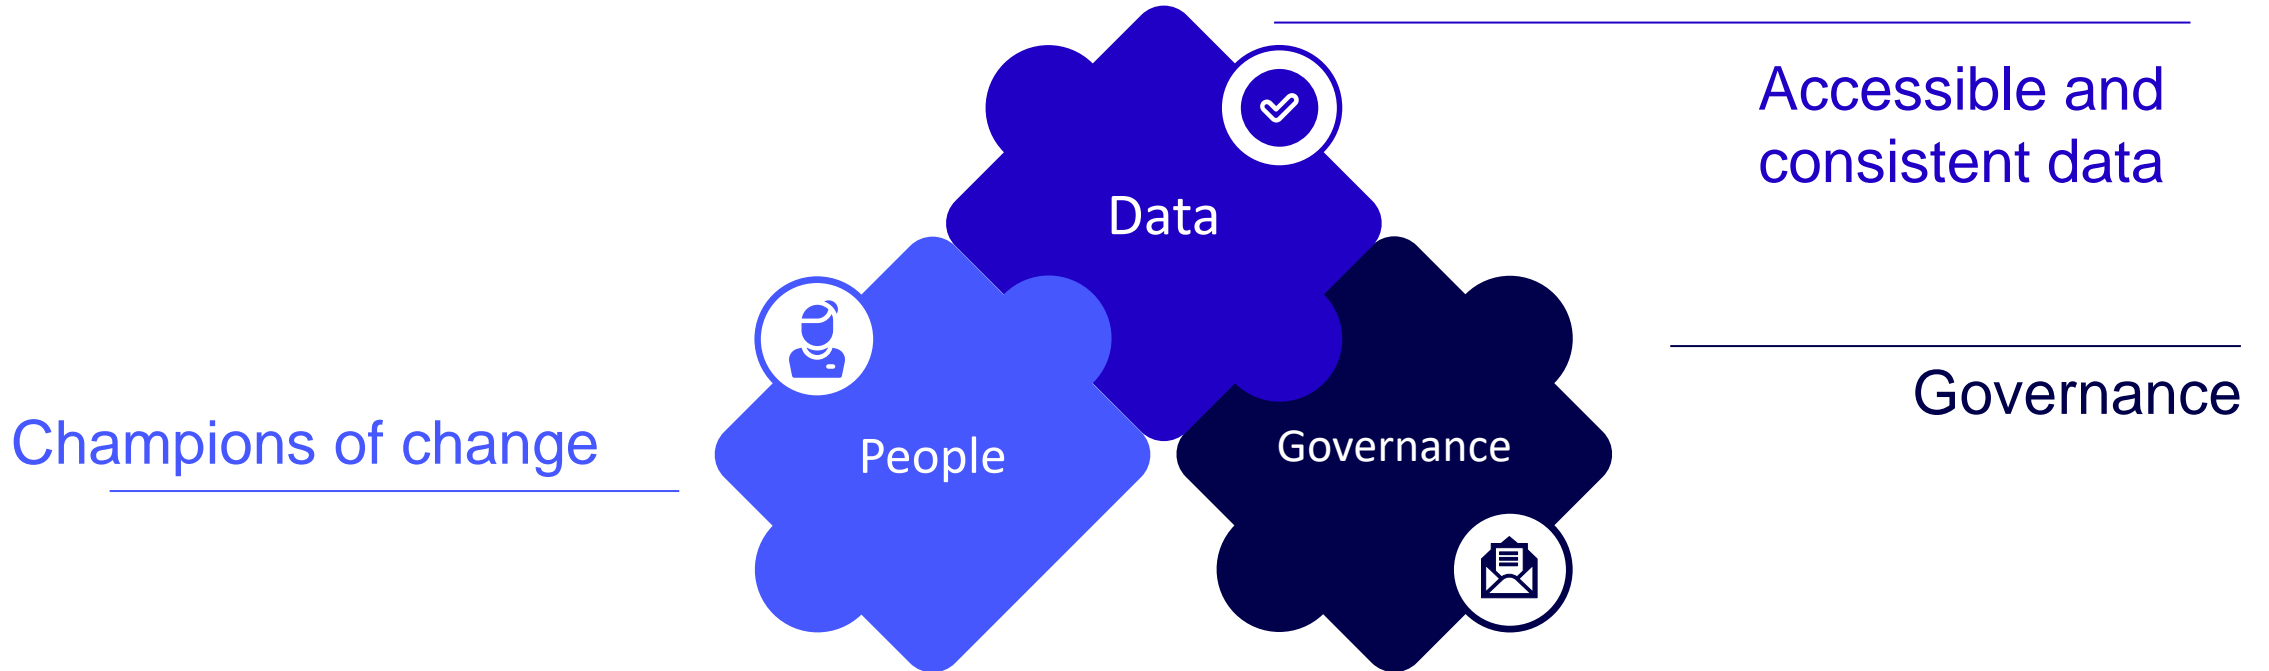 Accessible and
consistent data
Data
Governance
Champions of change
People
Governance